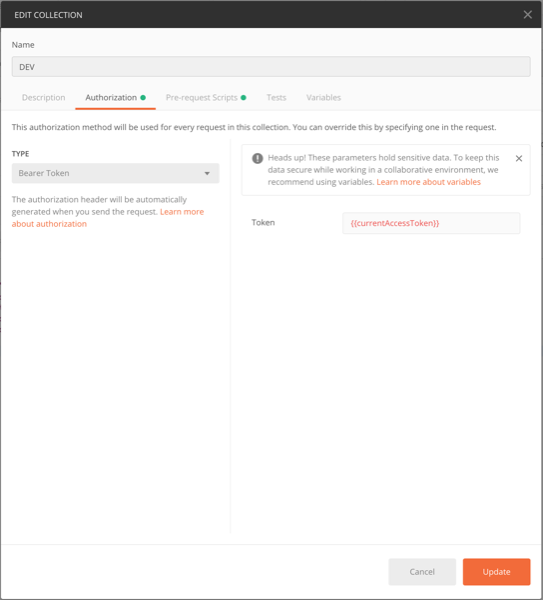 EDIT COLLECTION
Name
DEV
Description
Authorization
Pre-request Scripts
Tests
Variables
This authorization method will be used for every request in this collection. You can override this by specifying one in the request.
TYPE
Bearer Token
The authorization header will be automatically
generated when you send the request. Learn more
about authorization
Heads up! These parameters hold sensitive data. To keep this
data secure while working in a collaborative environment, we
recommend using variables. Learn more about variables
Token
{{currentAccessToken}}
Cancel
Update